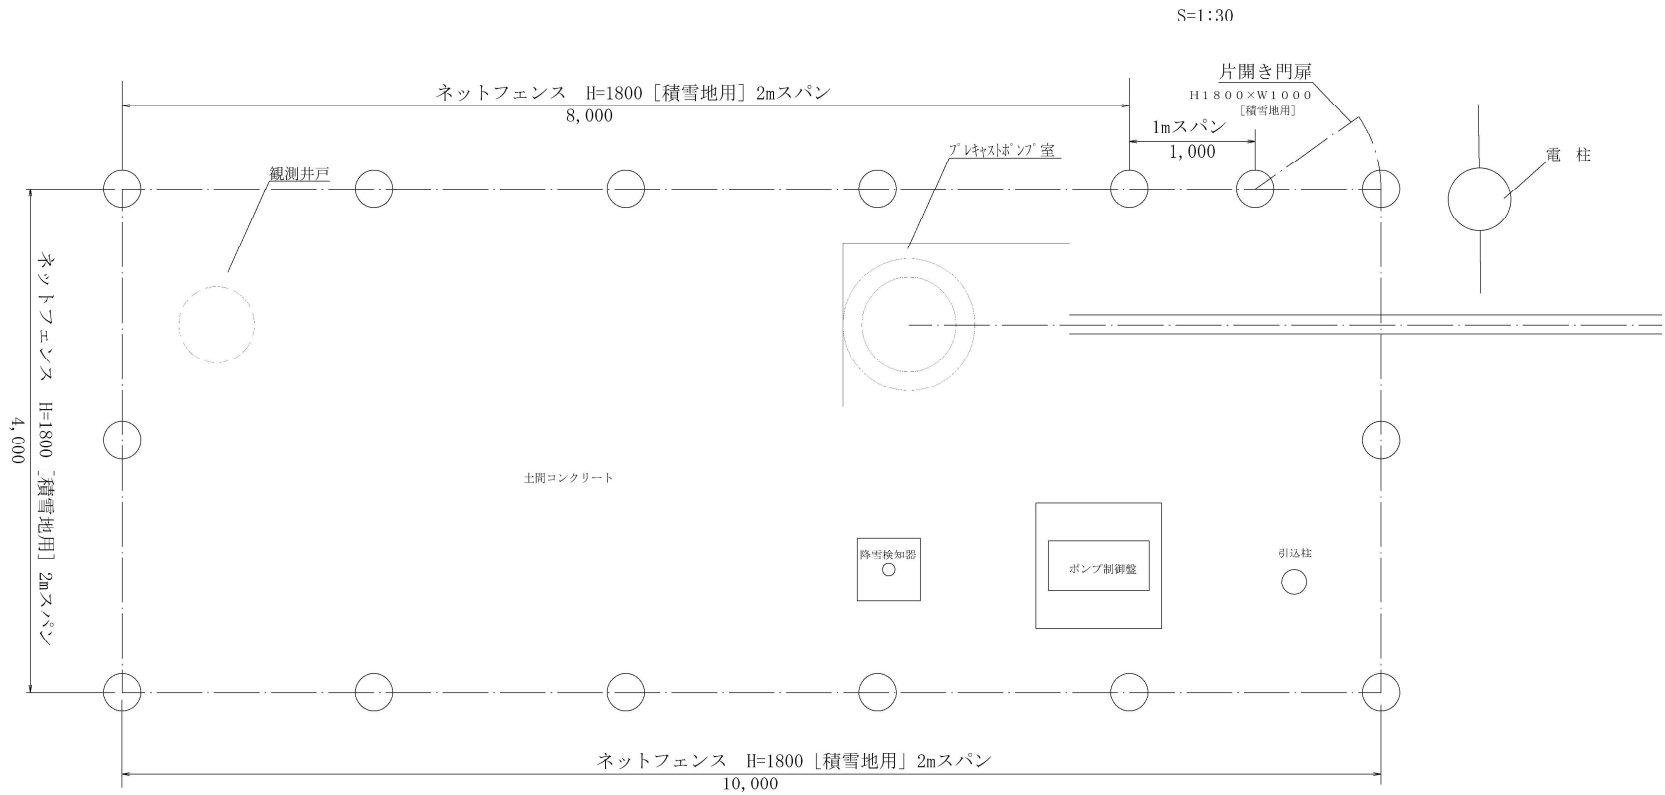 S=1:30
ネットフェンス　H=1800［積雪地用］2mスパン
8,000
片開き門扉
Ｈ１８００×Ｗ１０００
［積雪地用］
1mスパン
1,000
ﾌﾟﾚｷｬｽﾄﾎﾟﾝﾌﾟ室
電　柱
観測井戸
ネットフェンス　H=1800［積雪地用］2mスパン
4,000
土間コンクリート
降雪検知器
ポンプ制御盤
引込柱
ネットフェンス　H=1800［積雪地用］2mスパン
10,000